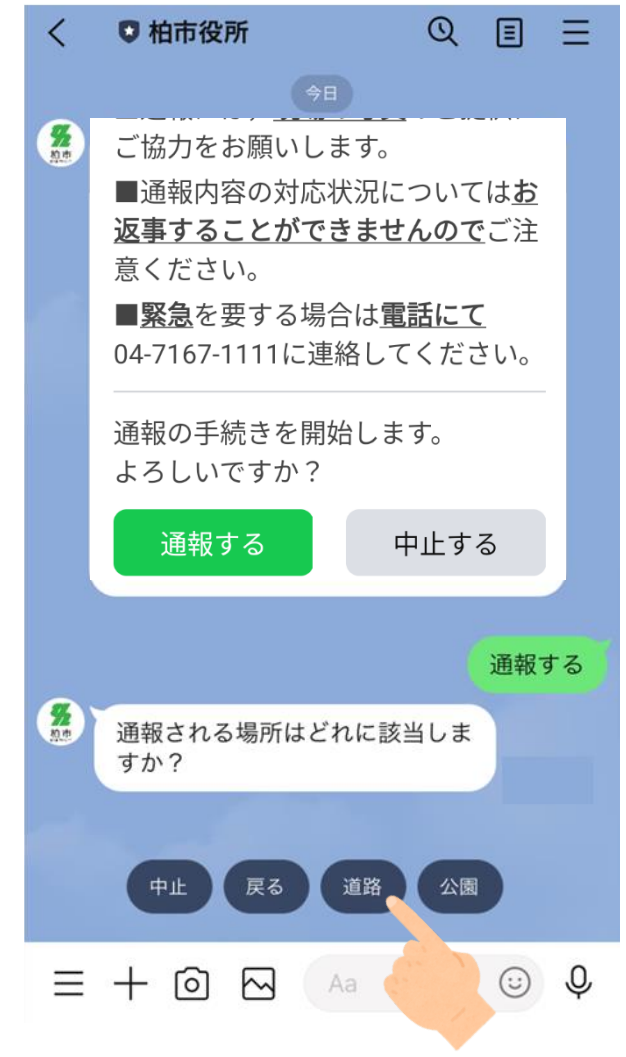 柏市役所
今日
ご協力をお願いします。
■通報内容の対応状況についてはお
返事することができませんのでご注
意ください。
■緊急を要する場合は電話にて
04-7167-1111に連絡してください。
通報の手続きを開始します。
よろしいですか？
通報する
中止する
通報する
柏市
通報される場所はどれに該当しま
すか？
中止
戻る
道路
公園
Aa